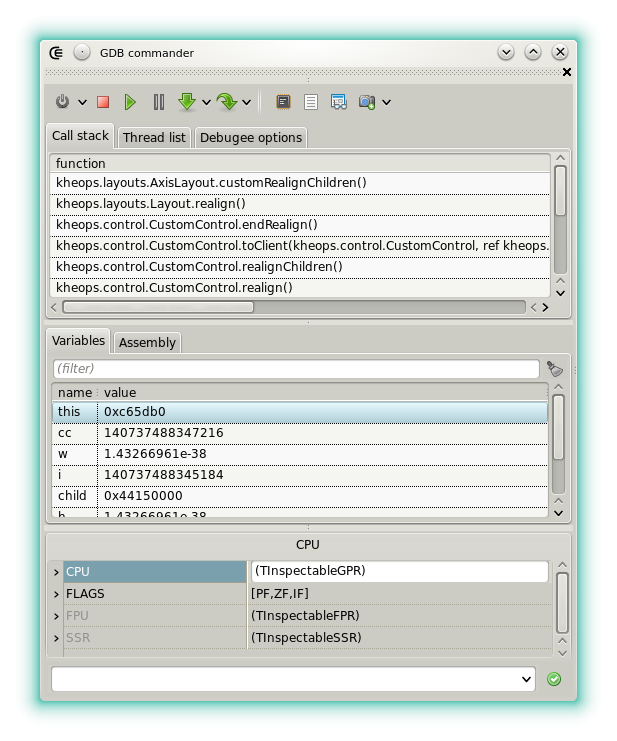 GDB commander
Call stack Thread list Debugee options
function
kheops.layouts.AxisLayout.customRealignChildren()
kheops.layouts.Layout.realign()
kheops.control.CustomControl.endRealign()
kheops.control.CustomControl.toClient(kheops.control.CustomControl, ref kheops.
kheops.control.CustomControl.realignChildren()
kheops.control.CustomControl.realign()
Variables Assembly
(filter)
name value
this 0xc65db0
cc 140737488347216
w 1.43266961e-38
i 140737488345184
child 0x44150000
h 1.43266961e-38
CPU
CPU (TInspectableGPR)
FLAGS [PF,ZF,IF]
FPU (TInspectableFPR)
SSR (TInspectableSSR)